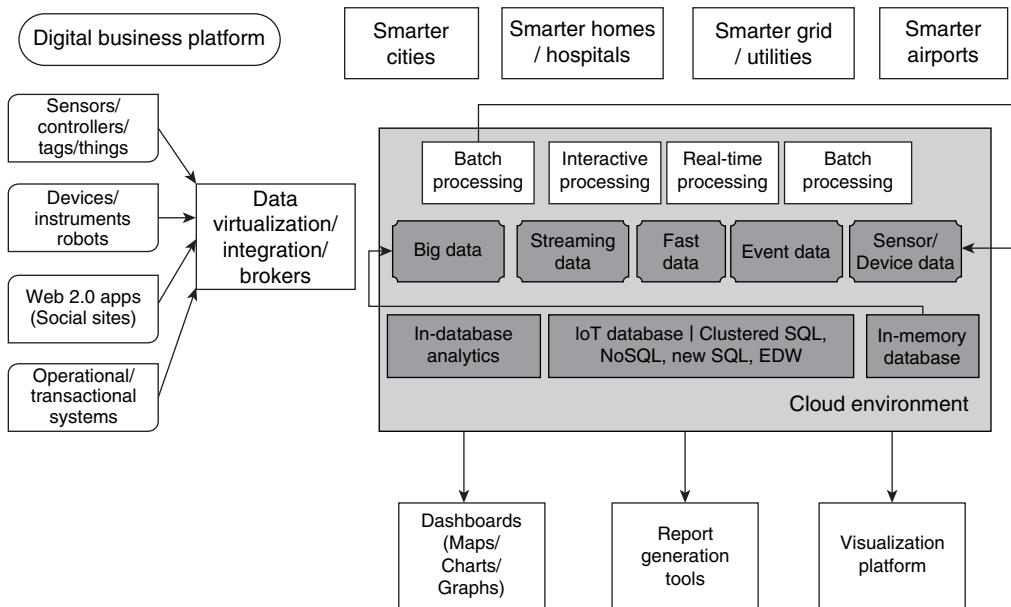 Digital business platform
Smarter
cities
Smarter homes
/ hospitals
Smarter grid
/ utilities
Smarter
airports
Sensors/
controllers/
tags/things
Devices/
instruments
robots
Web 2.0 apps
(Social sites)
Operational/
transactional
systems
Data
virtualization/
integration/
brokers
Batch
processing
Interactive
processing
Real-time
processing
Batch
processing
Big data
Streaming
data
Fast
data
Event data
Sensor/
Device data
In-database
analytics
IoT database | Clustered SQL,
NoSQL, new SQL, EDW
In-memory
database
Cloud environment
Dashboards
(Maps/
Charts/
Graphs)
Report
generation
tools
Visualization
platform